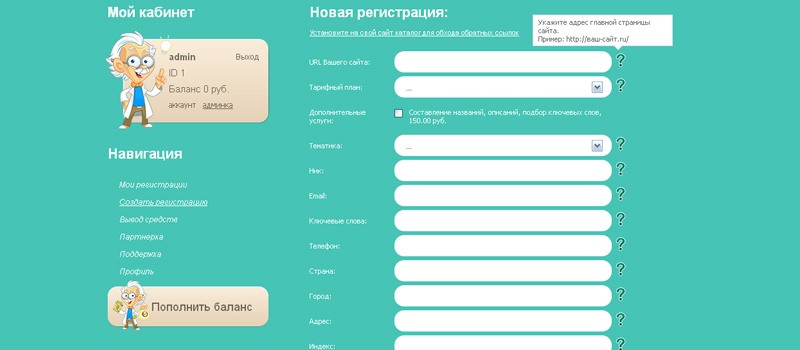 Мой кабинет
admin
Выход
ID 1
Баланс 0 руб.
аккаунт админка
Навигация
Мои регистрации
Создать регистрацию
Вывод средств
Партнерка
Поддержка
Профиль
Пополнить баланс
Новая регистрация:
Установите на свой сайт каталог для обхода обратных ссылок
Укажите адрес главной страницы
сайта.
Пример: http://ваш-сайт.ru/
URL Вашего сайта:
?
Тарифный план:
...
?
Дополнительные
услуги:
Составление названий, описаний, подбор ключевых слов,
150.00 руб.
Тематика:
...
?
Ник:
?
Email:
?
Ключевые слова:
?
Телефон:
?
Страна:
?
Город:
?
Адрес:
?
Индекс:
?